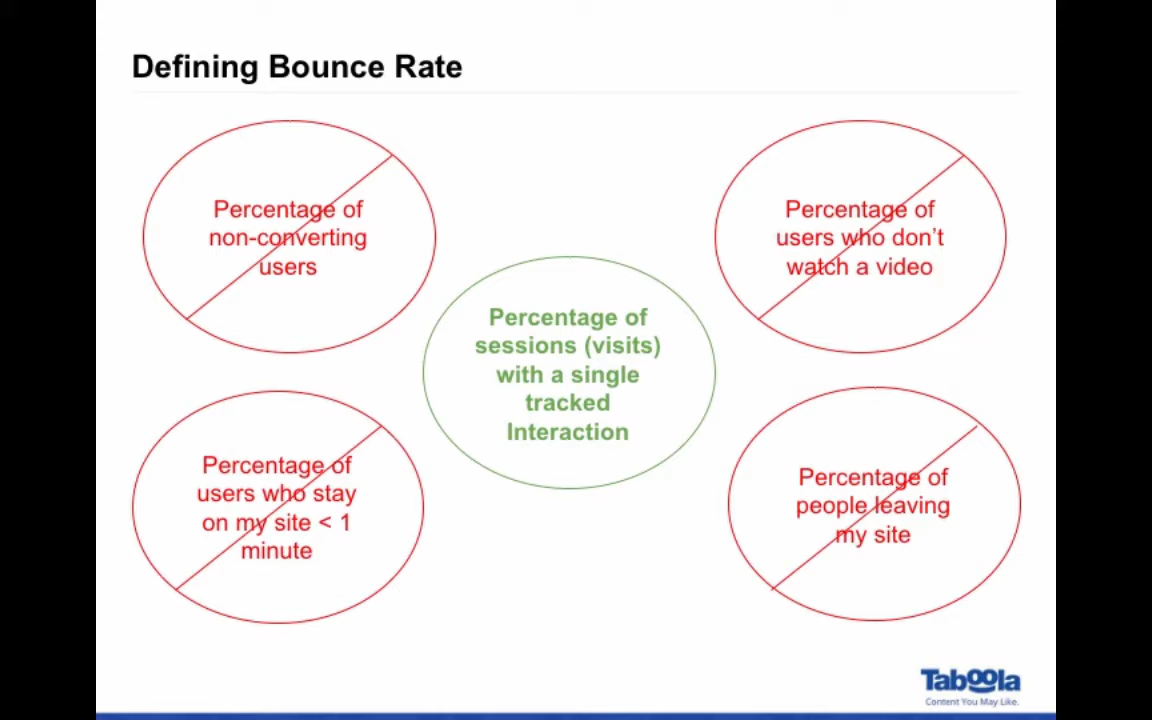 Defining Bounce Rate
Percentage of
non-converting
users
Percentage of
users who don't
watch a video
Percentage of
sessions (visits)
with a single
tracked
Interaction
Percentage of
users who stay
on my site < 1
minute
Percentage of
people leaving
my site
Taboola
Content You May Like.